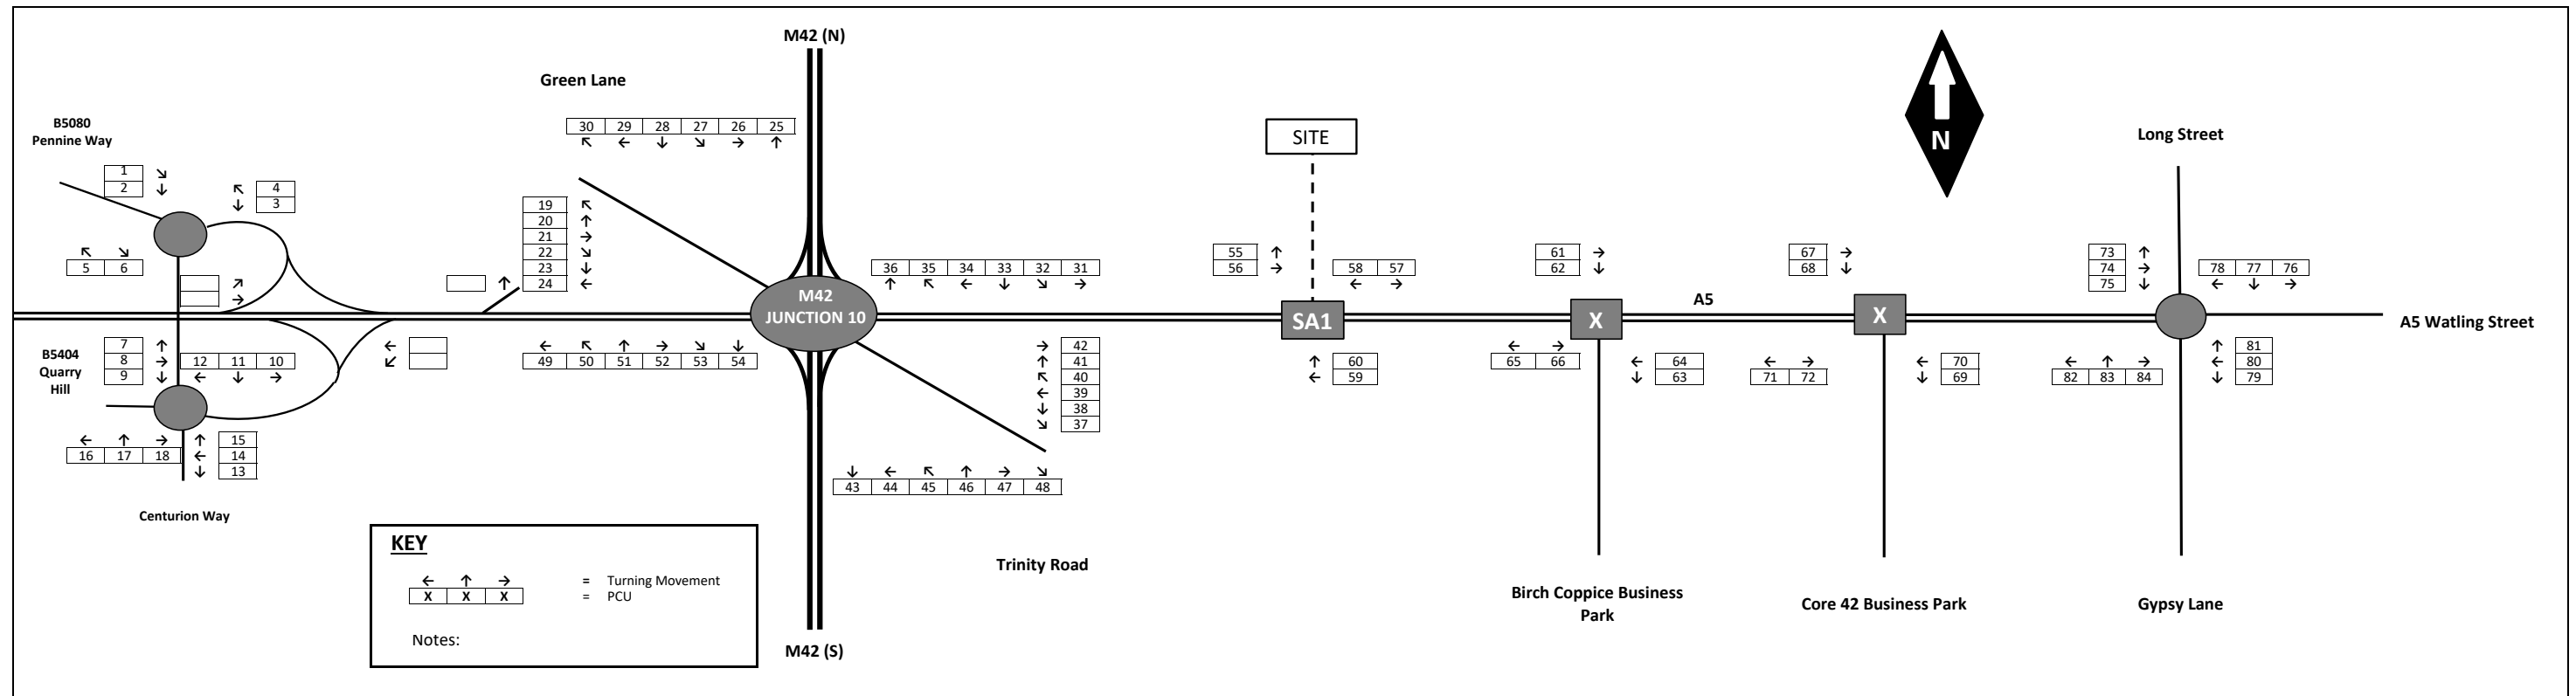 M42 (N)
Green Lane
B5080
Pennine Way
30 29 28 27 26 25
↖ ← ↓ ↘ → ↑
SITE
N
Long Street
1 ↘
2 ↓
↖ 4
↓ 3
19 ↖
20 ↑
21 →
22 ↘
23 ↓
24 ←
↑
↖ ↘
5 6
↗
→
36 35 34 33 32 31
↑ ↖ ← ↓ ↘ →
55 ↑
56 →
58 57
← →
61 →
62 ↓
67 →
68 ↓
73 ↑
74 →
75 ↓
78 77 76
← ↓ →
M42
JUNCTION 10
SA1
X
A5
X
A5 Watling Street
B5404
Quarry
Hill
7 ↑
8 →
9 ↓
12 11 10
← ↓ →
←
↙
← ↖ ↑ → ↘ ↓
49 50 51 52 53 54
→ 42
↑ 41
↖ 40
← 39
↓ 38
↘ 37
↑ 60
← 59
← →
65 66
← 64
↓ 63
← →
71 72
← 70
↓ 69
← ↑ →
82 83 84
↑ 81
← 80
↓ 79
← ↑ →
16 17 18
↑ 15
← 14
↓ 13
↓ ← ↖ ↑ → ↘
43 44 45 46 47 48
Centurion Way
KEY
← ↑ → = Turning Movement
X X X = PCU
Notes:
Trinity Road
Birch Coppice Business
Park
Core 42 Business Park
Gypsy Lane
M42 (S)